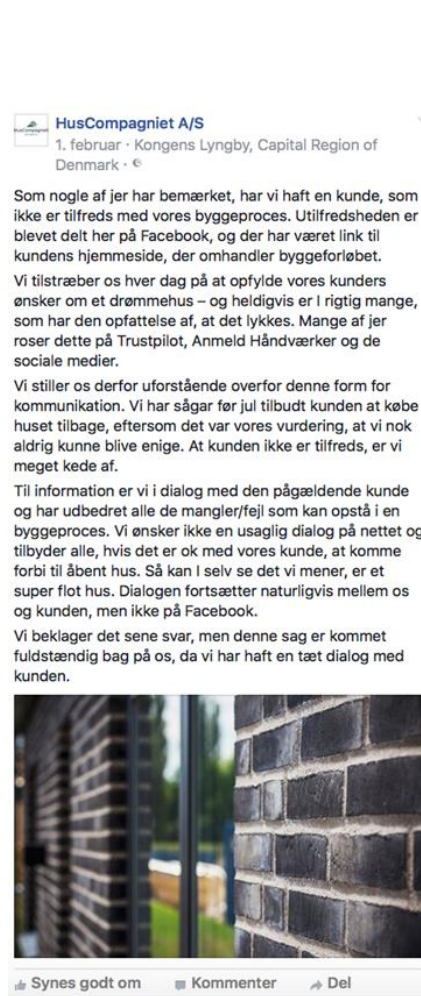 HusCompagniet A/S
1. februar · Kongens Lyngby, Capital Region of
Denmark ·
Som nogle af jer har bemærket, har vi haft en kunde, som
ikke er tilfreds med vores byggeproces. Utilfredsheden er
blevet delt her på Facebook, og der har været link til
kundens hjemmeside, der omhandler byggeforløbet.
Vi tilstræber os hver dag på at opfylde vores kunders
ønsker om et drømmehus – og heldigvis er I rigtig mange,
som har den opfattelse af, at det lykkes. Mange af jer
roser dette på Trustpilot, Anmeld Håndværker og de
sociale medier.
Vi stiller os derfor uforstående overfor denne form for
kommunikation. Vi har sågar før jul tilbudt kunden at købe
huset tilbage, eftersom det var vores vurdering, at vi nok
aldrig kunne blive enige. At kunden ikke er tilfreds, er vi
meget kede af.
Til information er vi i dialog med den pågældende kunde
og har udbedret alle de mangler/fejl som kan opstå i en
byggeproces. Vi ønsker ikke en usaglig dialog på nettet og
tilbyder alle, hvis det er ok med vores kunde, at komme
forbi til åbent hus. Så kan I selv se det vi mener, er et
super flot hus. Dialogen fortsætter naturligvis mellem os
og kunden, men ikke på Facebook.
Vi beklager det sene svar, men denne sag er kommet
fuldstændig bag på os, da vi har haft en tæt dialog med
kunden.
Synes godt om Kommenter Del